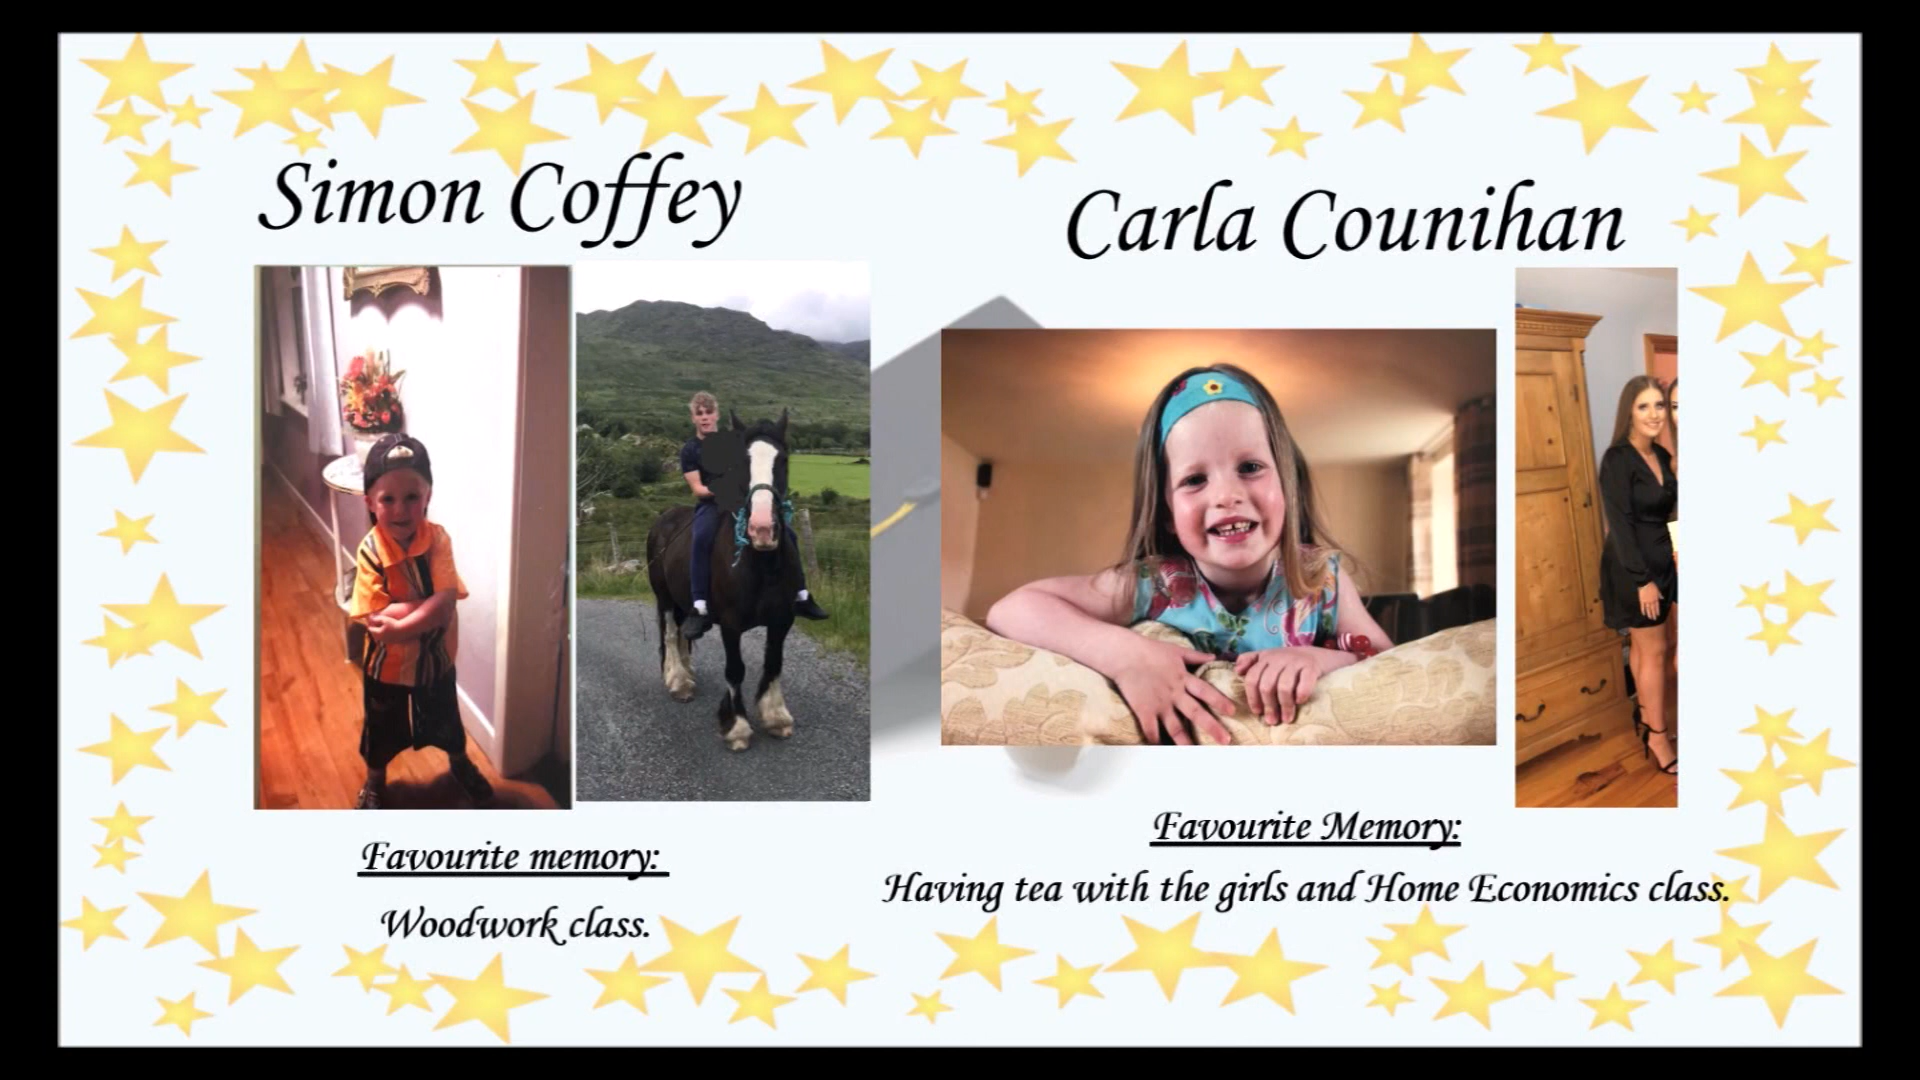 Simon Coffey
Favourite memory:
Woodwork class.
Carla Counihan
Favourite Memory:
Having tea with the girls and Home Economics class.